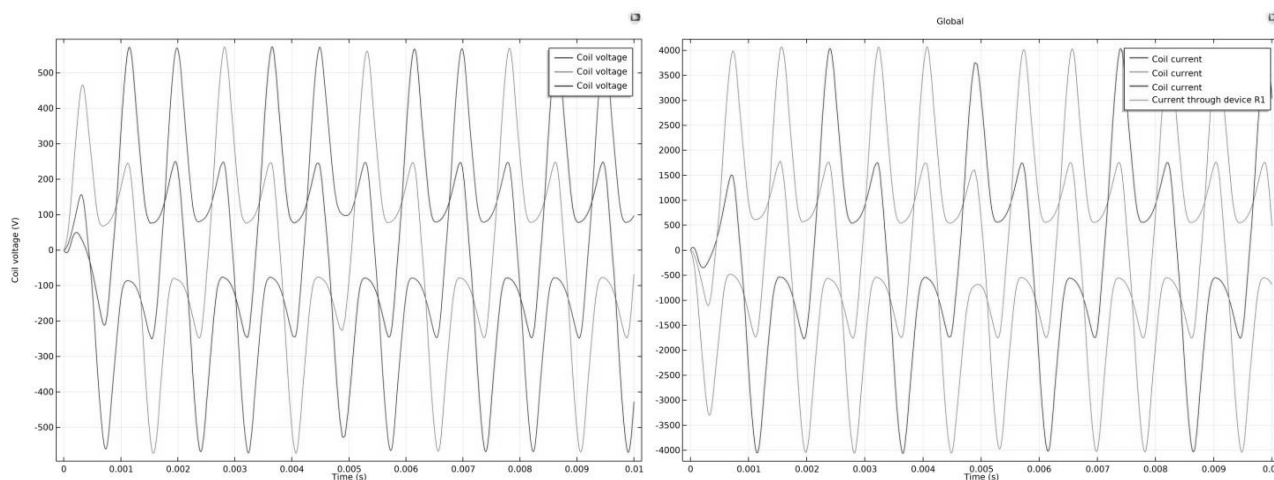 Global
500
400
300
200
100
0
-100
-200
-300
-400
-500
Coil voltage (V)
Coil voltage
Coil voltage
Coil voltage
0 0.001 0.002 0.003 0.004 0.005 0.006 0.007 0.008 0.009 0.01
Time (s)
4000
3500
3000
2500
2000
1500
1000
500
0
-500
-1000
-1500
-2000
-2500
-3000
-3500
-4000
Coil current
Coil current
Coil current
Current through device R1
0 0.001 0.002 0.003 0.004 0.005 0.006 0.007 0.008 0.009
Time (s)